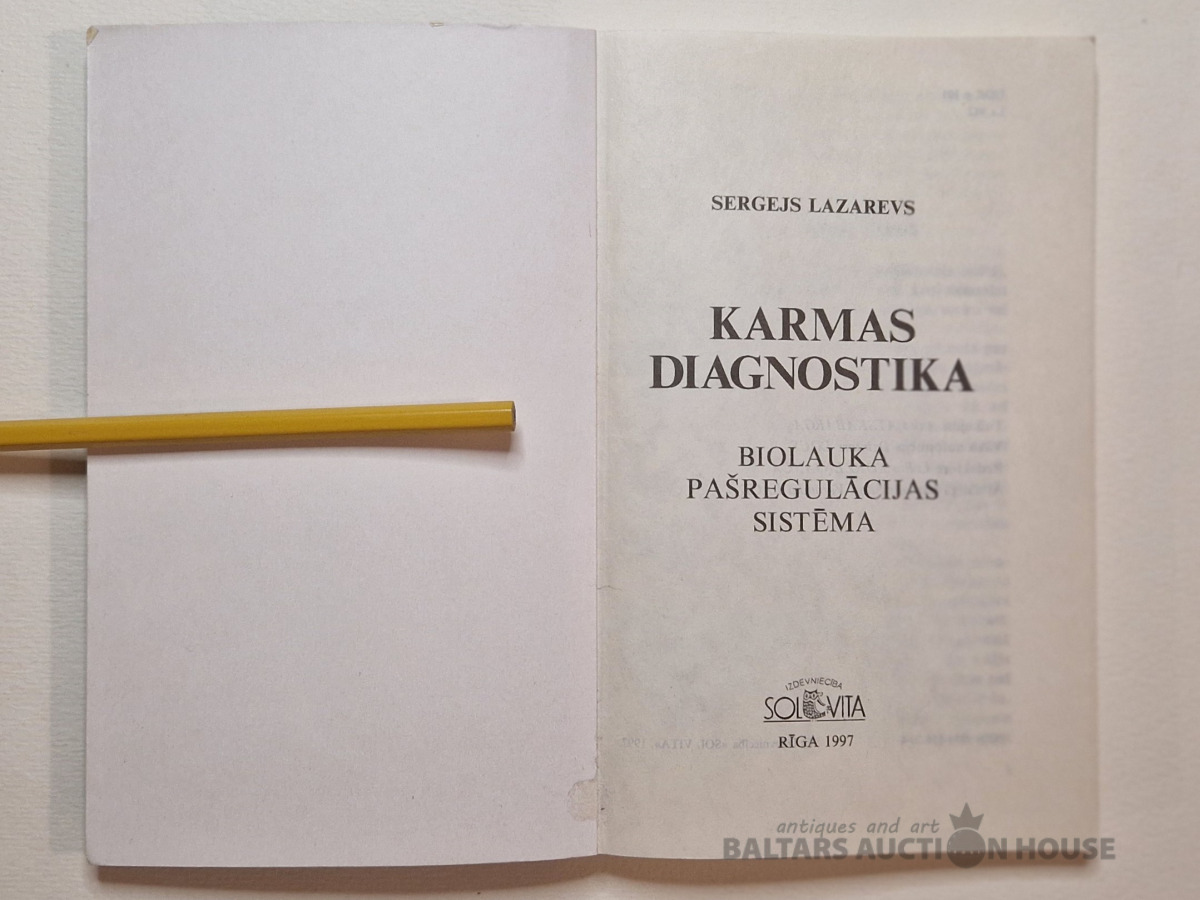 SERGEJS LAZAREVS
KARMAS
DIAGNOSTIKA
BIOLAUKA
PAŠREGULĀCIJAS
SISTĒMA
IZDEVNIECĪBA
SOL VITA
RĪGA 1997
antiques and art
BALTARS AUCTION HOUSE